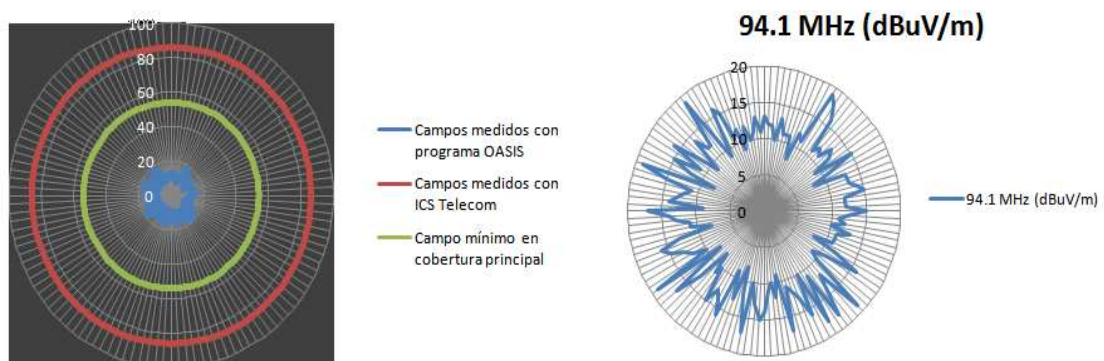 100
80
60
40
20
0
Campos medidos con
programa OASIS
Campos medidos con
ICS Telecom
Campo mínimo en
cobertura principal
94.1 MHz (dBuV/m)
20
15
10
5
0
94.1 MHz (dBuV/m)